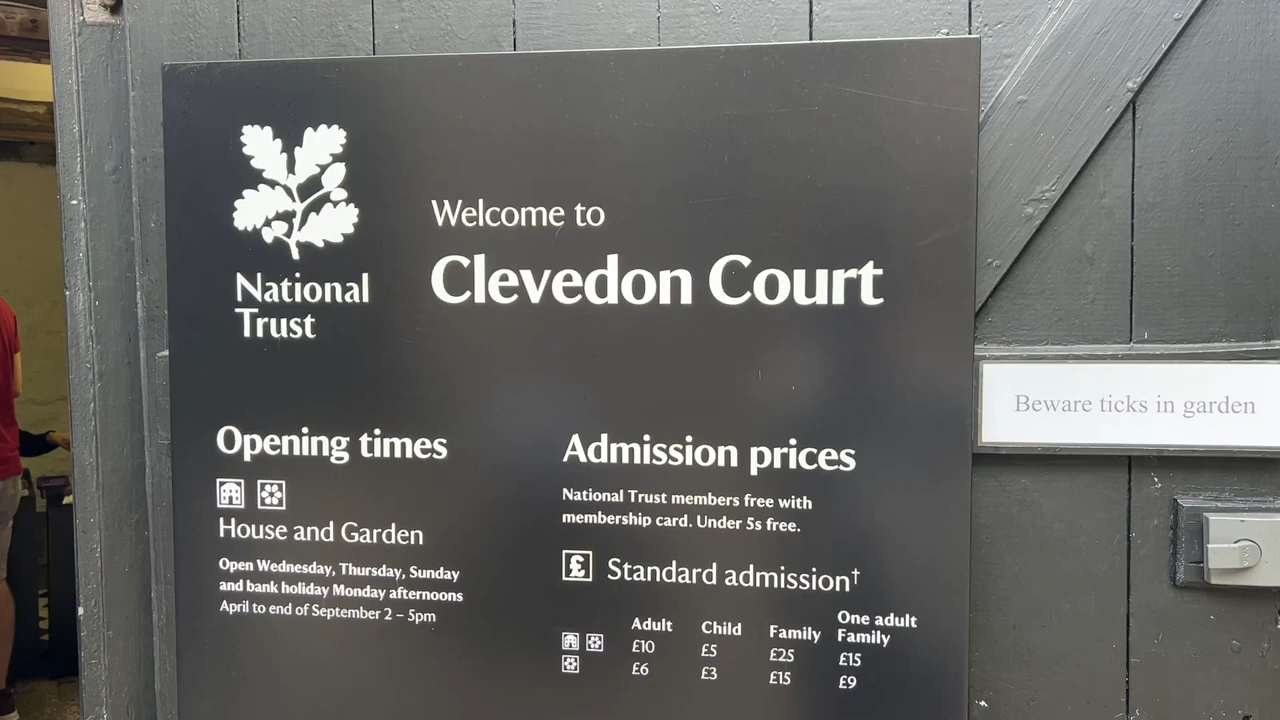 Welcome to
Clevedon Court
National
Trust
Beware ticks in garden
Opening times
House and Garden
Open Wednesday, Thursday, Sunday
and bank holiday Monday afternoons
April to end of September 2 – 5pm
Admission prices
National Trust members free with
membership card. Under 5s free.
£ Standard admission†
Adult Child Family One adult Family
£10 £5 £25 £15
£6 £3 £15 £9